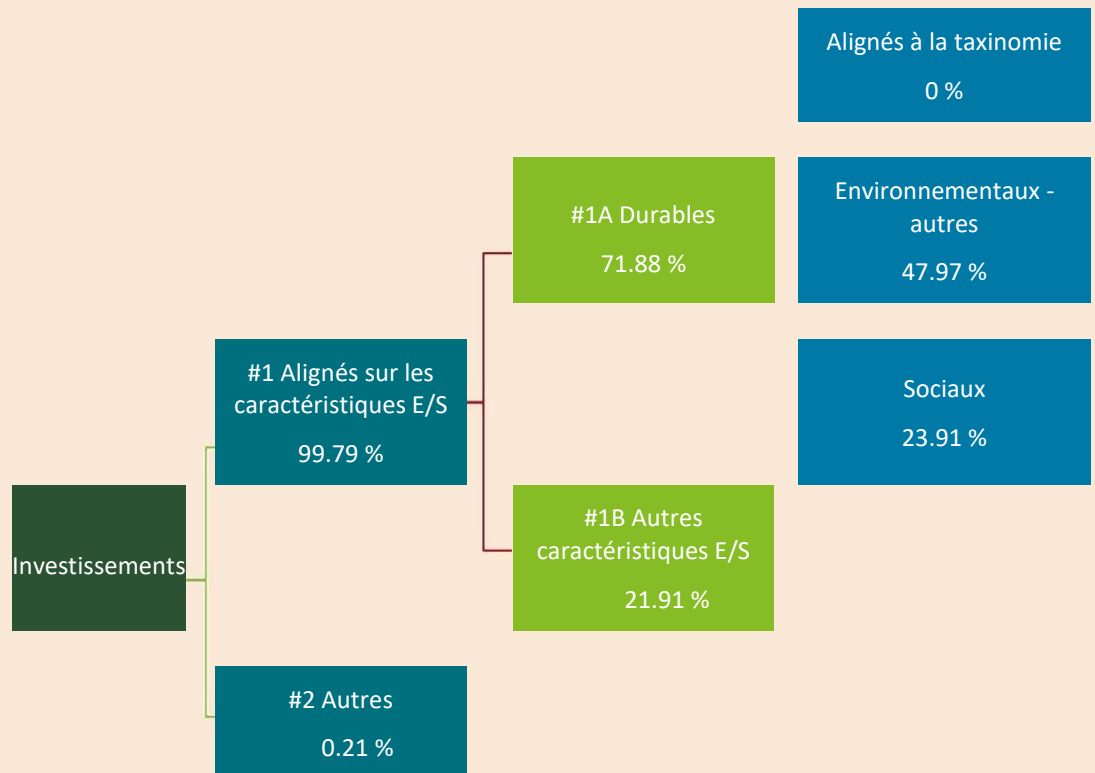 Alignés à la taxinomie
0 %
#1A Durables
71.88 %
Environnementaux -
autres
47.97 %
#1 Alignés sur les
caractéristiques E/S
99.79 %
Sociaux
23.91 %
Investissements
#1B Autres
caractéristiques E/S
21.91 %
#2 Autres
0.21 %